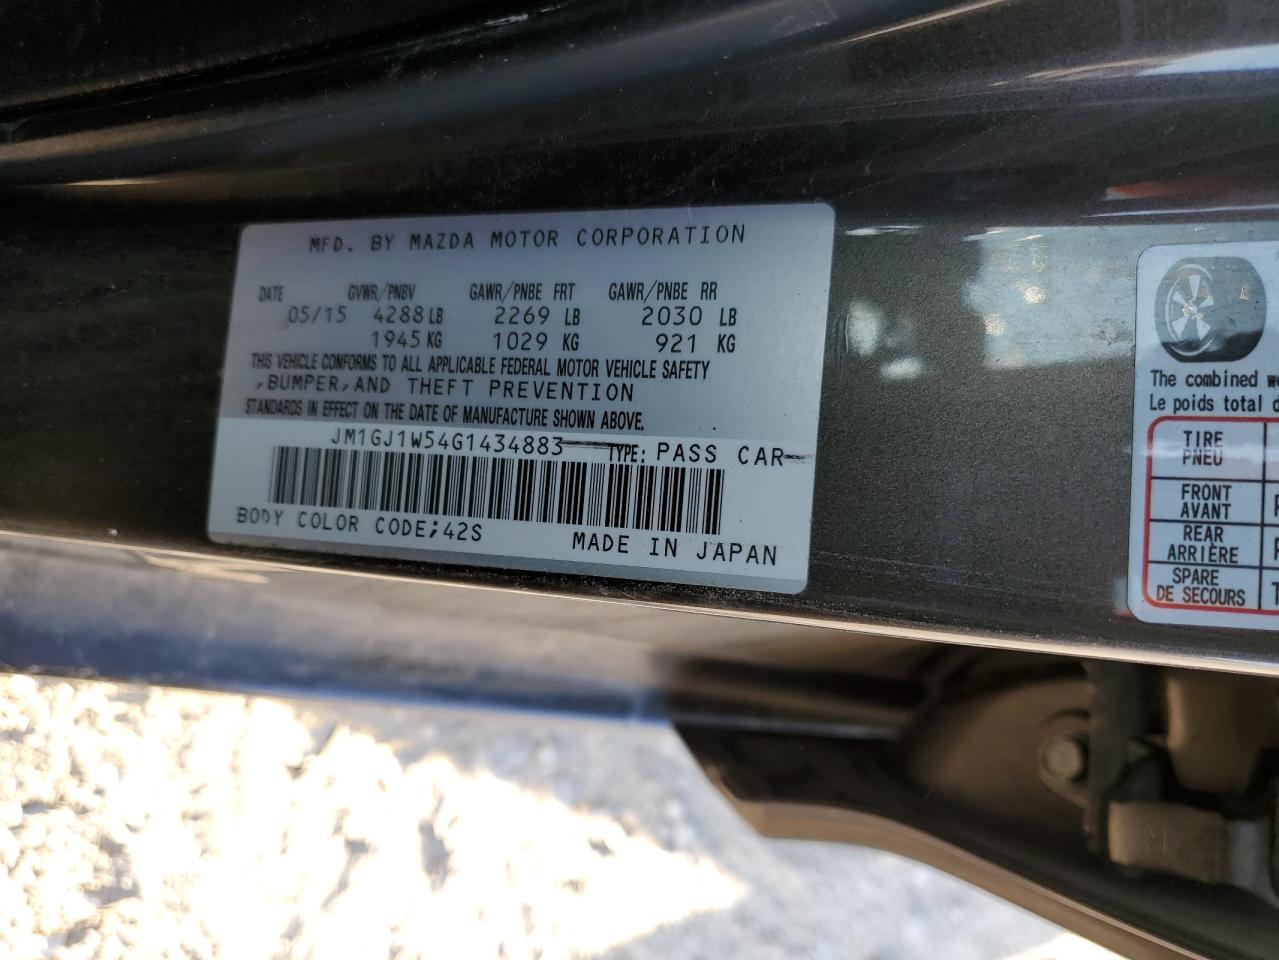 MFD. BY MAZDA MOTOR CORPORATION
DATE GVWR/PNBV GAWR/PNBE FRT GAWR/PNBE RR
05/15 4288 LB 2269 LB 2030 LB
1945 KG 1029 KG 921 KG
THIS VEHICLE CONFORMS TO ALL APPLICABLE FEDERAL MOTOR VEHICLE SAFETY
,BUMPER,AND THEFT PREVENTION
STANDARDS IN EFFECT ON THE DATE OF MANUFACTURE SHOWN ABOVE.
JM1GJ1W54G1434883 TYPE: PASS CAR
BODY COLOR CODE;42S
MADE IN JAPAN
The combined
Le poids total
TIRE
PNEU
FRONT
AVANT
REAR
ARRIÈRE
SPARE
DE SECOURS